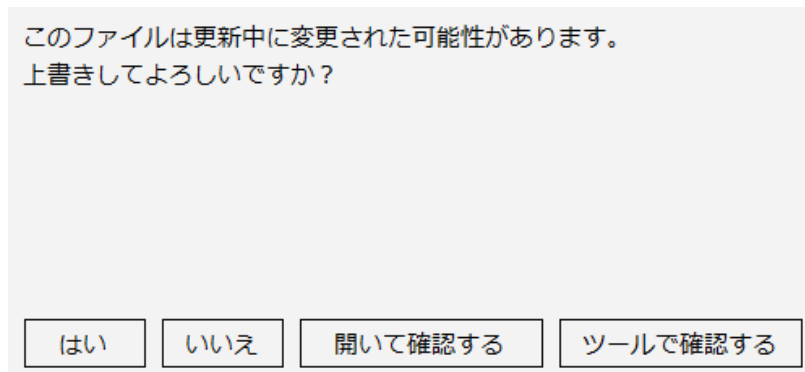 このファイルは更新中に変更された可能性があります。
上書きしてよろしいですか？
はい
いいえ
開いて確認する
ツールで確認する